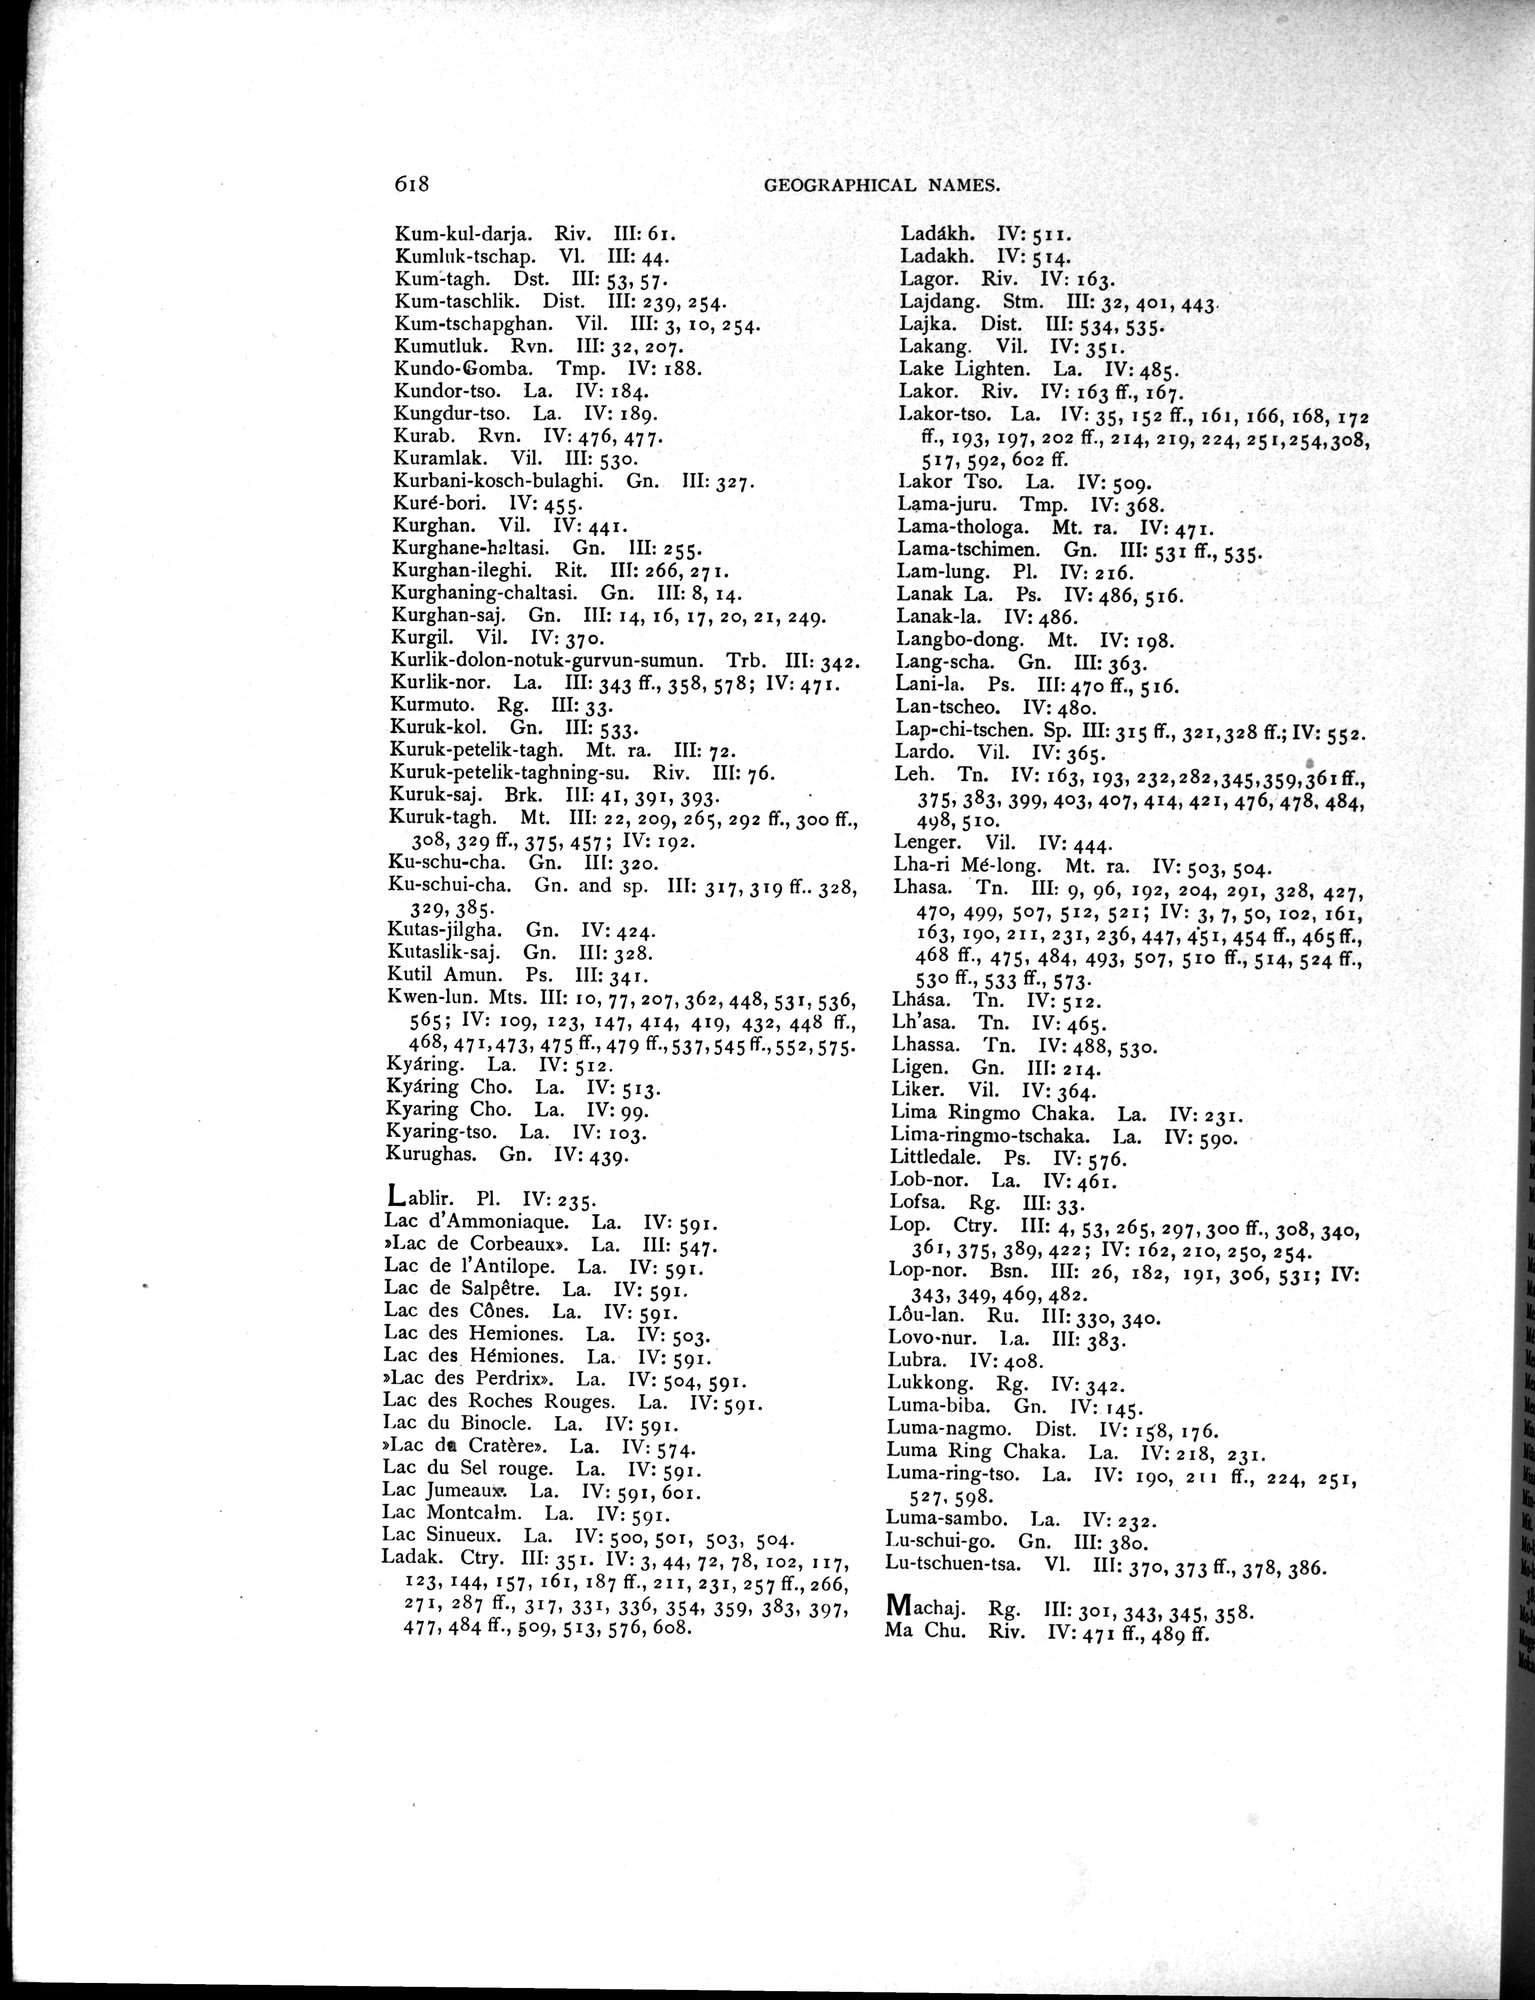 618
GEOGRAPHICAL NAMES.
Kum-kul-darja. Riv. III: 61.
Kumluk-tschap. Vl. III: 44.
Kum-tagh. Dst. III: 53, 57.
Kum-taschlik. Dist. III: 239, 254.
Kum-tschapghan. Vil. III: 3, 10, 254.
Kumutluk. Rvn. III: 32, 207.
Kundo-Gomba. Tmp. IV: 188.
Kundor-tso. La. IV: 184.
Kungdur-tso. La. IV: 189.
Kurab. Rvn. IV: 476, 477.
Kuramlak. Vil. III: 530.
Kurbani-kosch-bulaghi. Gn. III: 327.
Kuré-bori. IV: 455.
Kurghan. Vil. IV: 441.
Kurghane-haltasi. Gn. III: 255.
Kurghan-ileghi. Rit. III: 266, 271.
Kurghaning-chaltasi. Gn. III: 8, 14.
Kurghan-saj. Gn. III: 14, 16, 17, 20, 21, 249.
Kurgil. Vil. IV: 370.
Kurlik-dolon-notuk-gurvun-sumun. Trb. III: 342.
Kurlik-nor. La. III: 343 ff., 358, 578; IV: 471.
Kurmuto. Rg. III: 33.
Kuruk-kol. Gn. III: 533.
Kuruk-petelik-tagh. Mt. ra. III: 72.
Kuruk-petelik-taghning-su. Riv. III: 76.
Kuruk-saj. Brk. III: 41, 391, 393.
Kuruk-tagh. Mt. III: 22, 209, 265, 292 ff., 300 ff.,
308, 329 ff., 375, 457; IV: 192.
Ku-schu-cha. Gn. III: 320.
Ku-schui-cha. Gn. and sp. III: 317, 319 ff.. 328,
329, 385.
Kutas-jilgha. Gn. IV: 424.
Kutaslik-saj. Gn. III: 328.
Kutil Amun. Ps. III: 341.
Kwen-lun. Mts. III: 10, 77, 207, 362, 448, 531, 536,
565; IV: 109, 123, 147, 414, 419, 432, 448 ff.,
468, 471, 473, 475 ff., 479 ff., 537, 545 ff., 552, 575.
Kyáring. La. IV: 512.
Kyáring Cho. La. IV: 513.
Kyaring Cho. La. IV: 99.
Kyaring-tso. La. IV: 103.
Kurughas. Gn. IV: 439.
Lablir. Pl. IV: 235.
Lac d'Ammoniaque. La. IV: 591.
»Lac de Corbeaux». La. III: 547.
Lac de l'Antilope. La. IV: 591.
Lac de Salpêtre. La. IV: 591.
Lac des Cônes. La. IV: 591.
Lac des Hemiones. La. IV: 503.
Lac des Hémiones. La. IV: 591.
»Lac des Perdrix». La. IV: 504, 591.
Lac des Roches Rouges. La. IV: 591.
Lac du Binocle. La. IV: 591.
»Lac du Cratère». La. IV: 574.
Lac du Sel rouge. La. IV: 591.
Lac Jumeaux. La. IV: 591, 601.
Lac Montcalm. La. IV: 591.
Lac Sinueux. La. IV: 500, 501, 503, 504.
Ladak. Ctry. III: 351. IV: 3, 44, 72, 78, 102, 117,
123, 144, 157, 161, 187 ff., 211, 231, 257 ff., 266,
271, 287 ff., 317, 331, 336, 354, 359, 383, 397,
477, 484 ff., 509, 513, 576, 608.
Ladákh. IV: 511.
Ladakh. IV: 514.
Lagor. Riv. IV: 163.
Lajdang. Stm. III: 32, 401, 443.
Lajka. Dist. III: 534, 535.
Lakang. Vil. IV: 351.
Lake Lighten. La. IV: 485.
Lakor. Riv. IV: 163 ff., 167.
Lakor-tso. La. IV: 35, 152 ff., 161, 166, 168, 172
ff., 193, 197, 202 ff., 214, 219, 224, 251, 254, 308,
517, 592, 602 ff.
Lakor Tso. La. IV: 509.
Lama-juru. Tmp. IV: 368.
Lama-thologa. Mt. ra. IV: 471.
Lama-tschimen. Gn. III: 531 ff., 535.
Lam-lung. Pl. IV: 216.
Lanak La. Ps. IV: 486, 516.
Lanak-la. IV: 486.
Langbo-dong. Mt. IV: 198.
Lang-scha. Gn. III: 363.
Lani-la. Ps. III: 470 ff., 516.
Lan-tscheo. IV: 480.
Lap-chi-tschen. Sp. III: 315 ff., 321, 328 ff.; IV: 552.
Lardo. Vil. IV: 365.
Leh. Tn. IV: 163, 193, 232, 282, 345, 359, 361 ff.,
375, 383, 399, 403, 407, 414, 421, 476, 478, 484,
498, 510.
Lenger. Vil. IV: 444.
Lha-ri Mé-long. Mt. ra. IV: 503, 504.
Lhasa. Tn. III: 9, 96, 192, 204, 291, 328, 427,
470, 499, 507, 512, 521; IV: 3, 7, 50, 102, 161,
163, 190, 211, 231, 236, 447, 451, 454 ff., 465 ff.,
468 ff., 475, 484, 493, 507, 510 ff., 514, 524 ff.,
530 ff., 533 ff., 573.
Lhása. Tn. IV: 512.
Lh'asa. Tn. IV: 465.
Lhassa. Tn. IV: 488, 530.
Ligen. Gn. III: 214.
Liker. Vil. IV: 364.
Lima Ringmo Chaka. La. IV: 231.
Lima-ringmo-tschaka. La. IV: 590.
Littledale. Ps. IV: 576.
Lob-nor. La. IV: 461.
Lofsa. Rg. III: 33.
Lop. Ctry. III: 4, 53, 265, 297, 300 ff., 308, 340,
361, 375, 389, 422; IV: 162, 210, 250, 254.
Lop-nor. Bsn. III: 26, 182, 191, 306, 531; IV:
343, 349, 469, 482.
Lôu-lan. Ru. III: 330, 340.
Lovo-nur. La. III: 383.
Lubra. IV: 408.
Lukkong. Rg. IV: 342.
Luma-biba. Gn. IV: 145.
Luma-nagmo. Dist. IV: 158, 176.
Luma Ring Chaka. La. IV: 218, 231.
Luma-ring-tso. La. IV: 190, 211 ff., 224, 251,
527, 598.
Luma-sambo. La. IV: 232.
Lu-schui-go. Gn. III: 380.
Lu-tschuen-tsa. Vl. III: 370, 373 ff., 378, 386.
Machaj. Rg. III: 301, 343, 345, 358.
Ma Chu. Riv. IV: 471 ff., 489 ff.